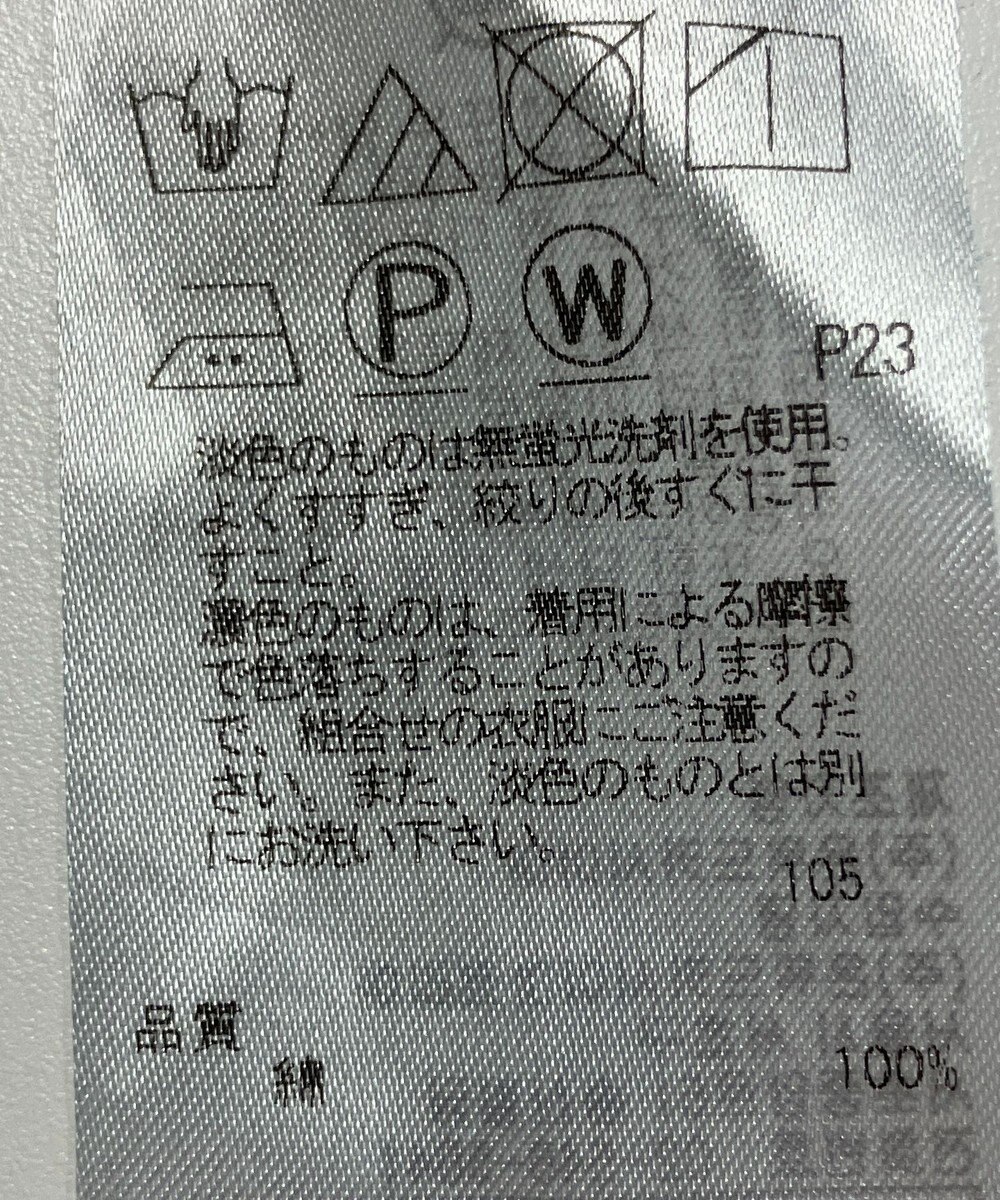 P W
P23
淡色のものは無蛍光洗剤を使用。
よくすすぎ、絞りの後すぐに干
すこと。
濃色のものは、着用による摩擦
で色落ちすることがありますの
で、組合せの衣服にご注意くだ
さい。また、淡色のものとは別
にお洗い下さい。
105
品質
綿 100%